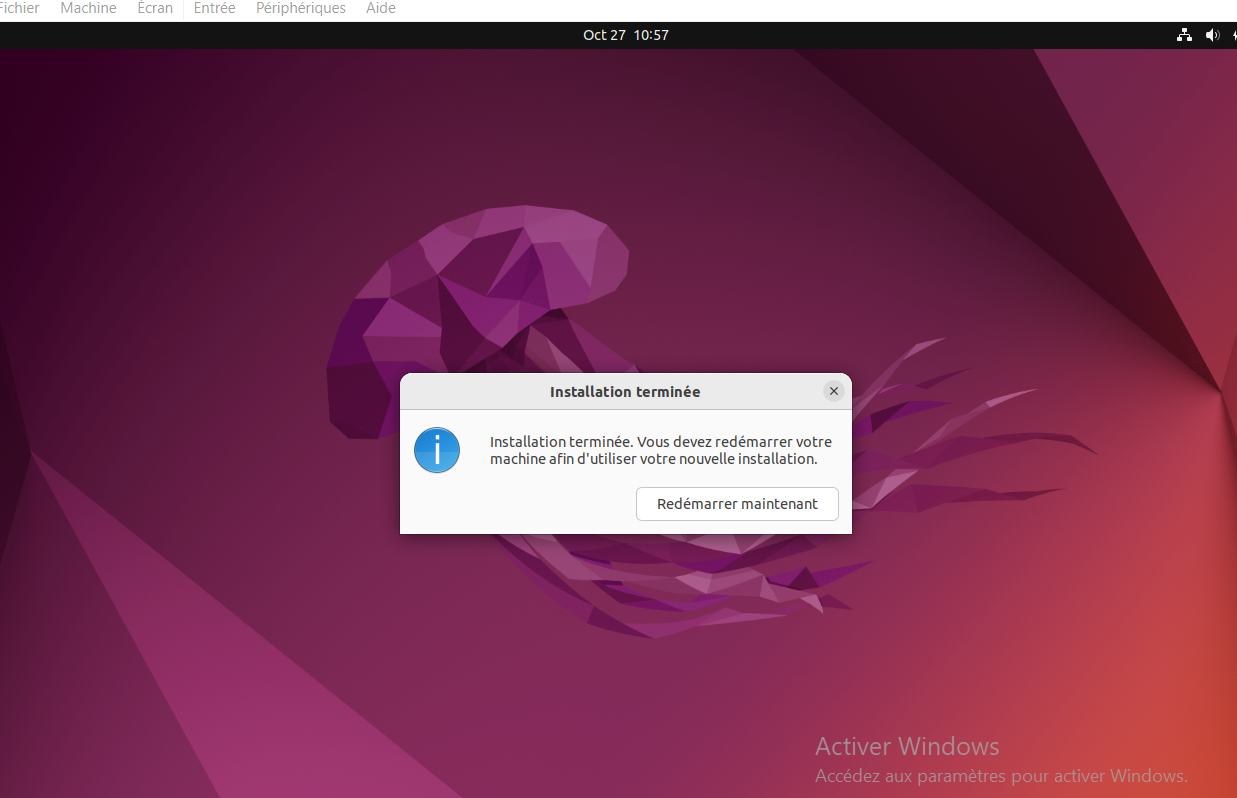 Fichier Machine Écran Entrée Périphériques Aide
Oct 27 10:57
Installation terminée
Installation terminée. Vous devez redémarrer votre
machine afin d'utiliser votre nouvelle installation.
Redémarrer maintenant
Activer Windows
Accédez aux paramètres pour activer Windows.